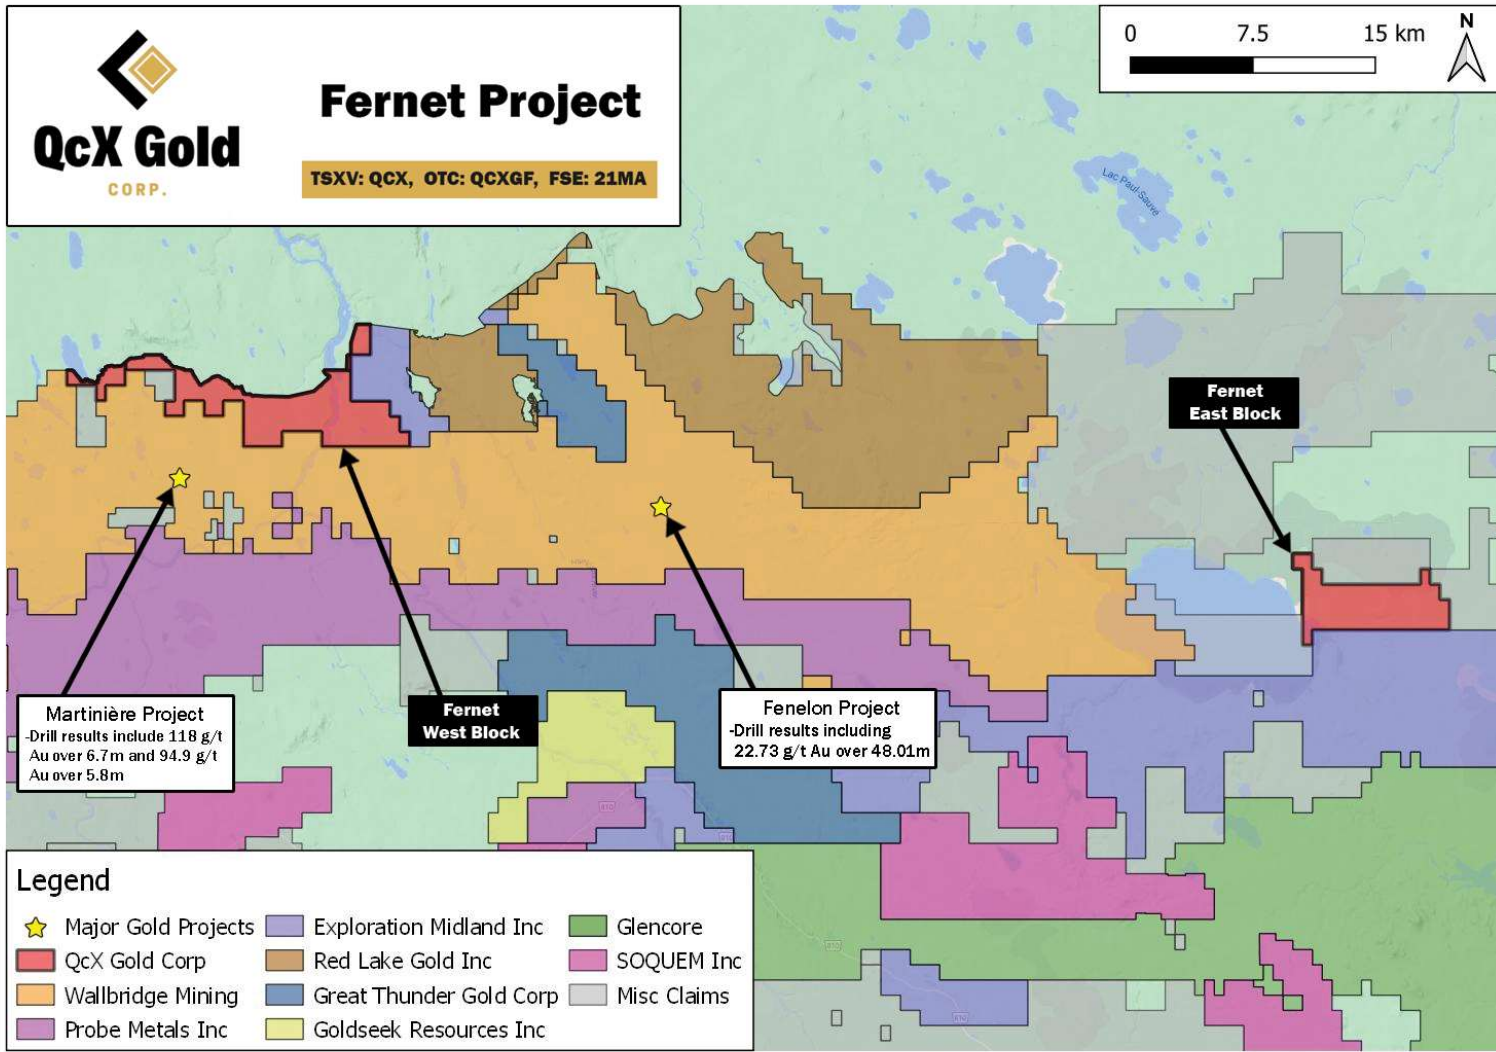 QcX Gold
CORP.
Fernet Project
TSXV: QCX, OTC: QCXGF, FSE: 21MA
0 7.5 15 km
N
Lac Paul-Sauvé
Fernet
East Block
Martinière Project
-Drill results include 118 g/t
Au over 6.7m and 94.9 g/t
Au over 5.8m
Fernet
West Block
Fenelon Project
-Drill results including
22.73 g/t Au over 48.01m
Legend
Major Gold Projects
QcX Gold Corp
Wallbridge Mining
Probe Metals Inc
Exploration Midland Inc
Red Lake Gold Inc
Great Thunder Gold Corp
Goldseek Resources Inc
Glencore
SOQUEM Inc
Misc Claims